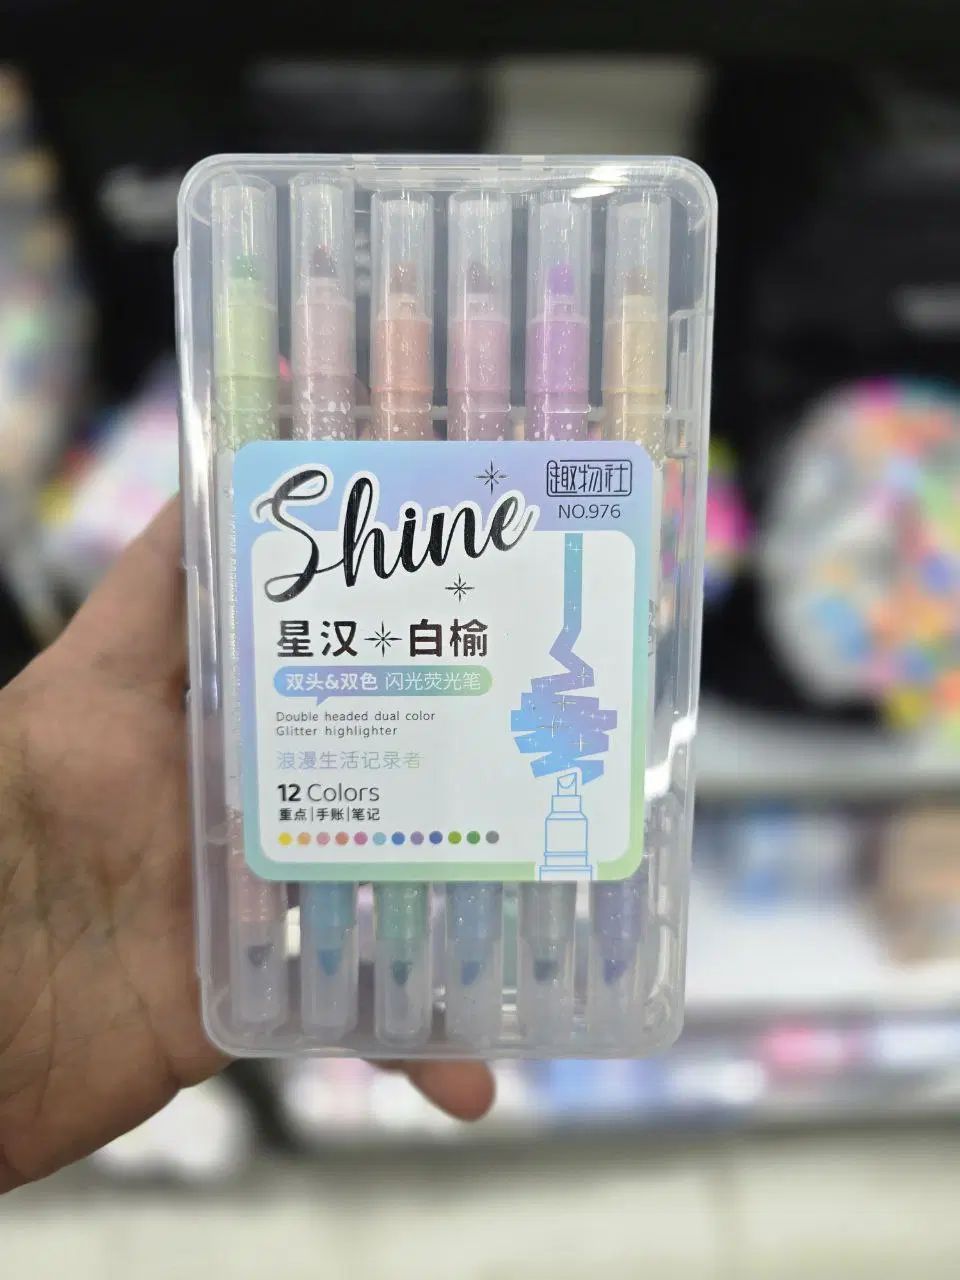 Shine
趣物社
NO.976
星汉 白榆
双头&双色 闪光荧光笔
Double headed dual color
Glitter highlighter
浪漫生活记录者
12 Colors
重点|手账|笔记